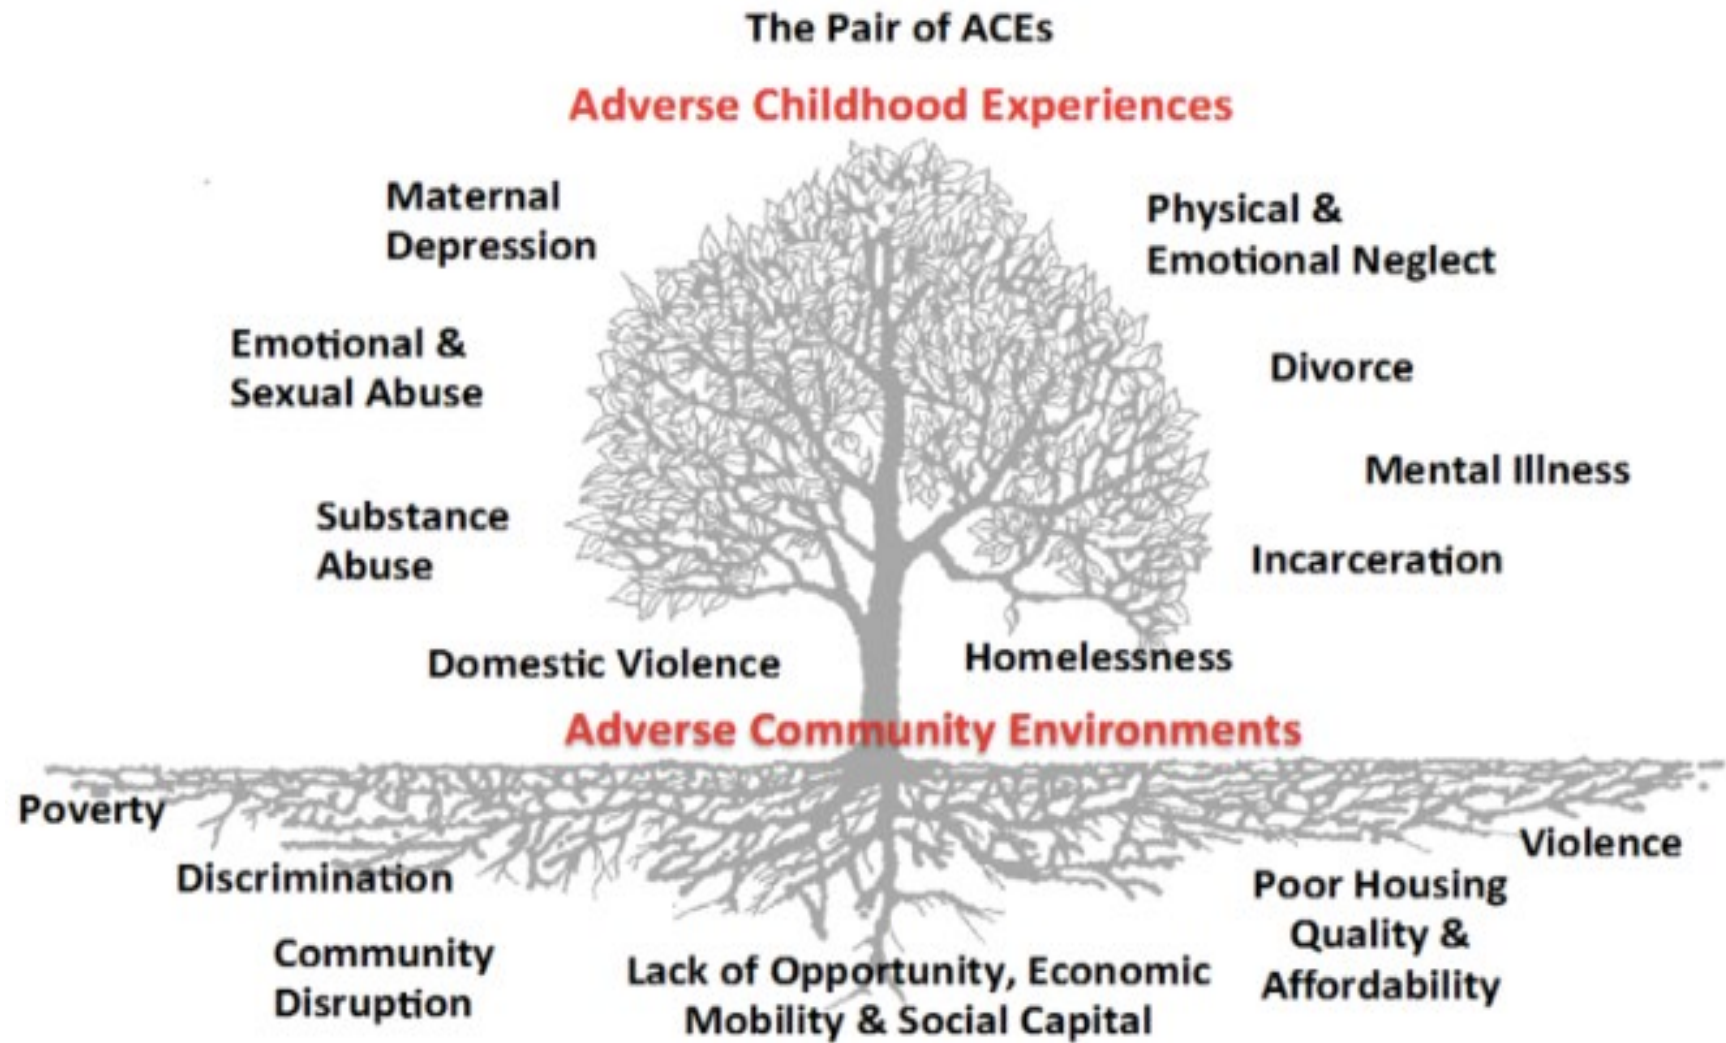 The Pair of ACEs
Adverse Childhood Experiences
Maternal
Depression
Physical &
Emotional Neglect
Emotional &
Sexual Abuse
Divorce
Mental Illness
Substance
Abuse
Incarceration
Domestic Violence
Homelessness
Adverse Community Environments
Poverty
Violence
Discrimination
Poor Housing
Quality &
Affordability
Community
Disruption
Lack of Opportunity, Economic
Mobility & Social Capital